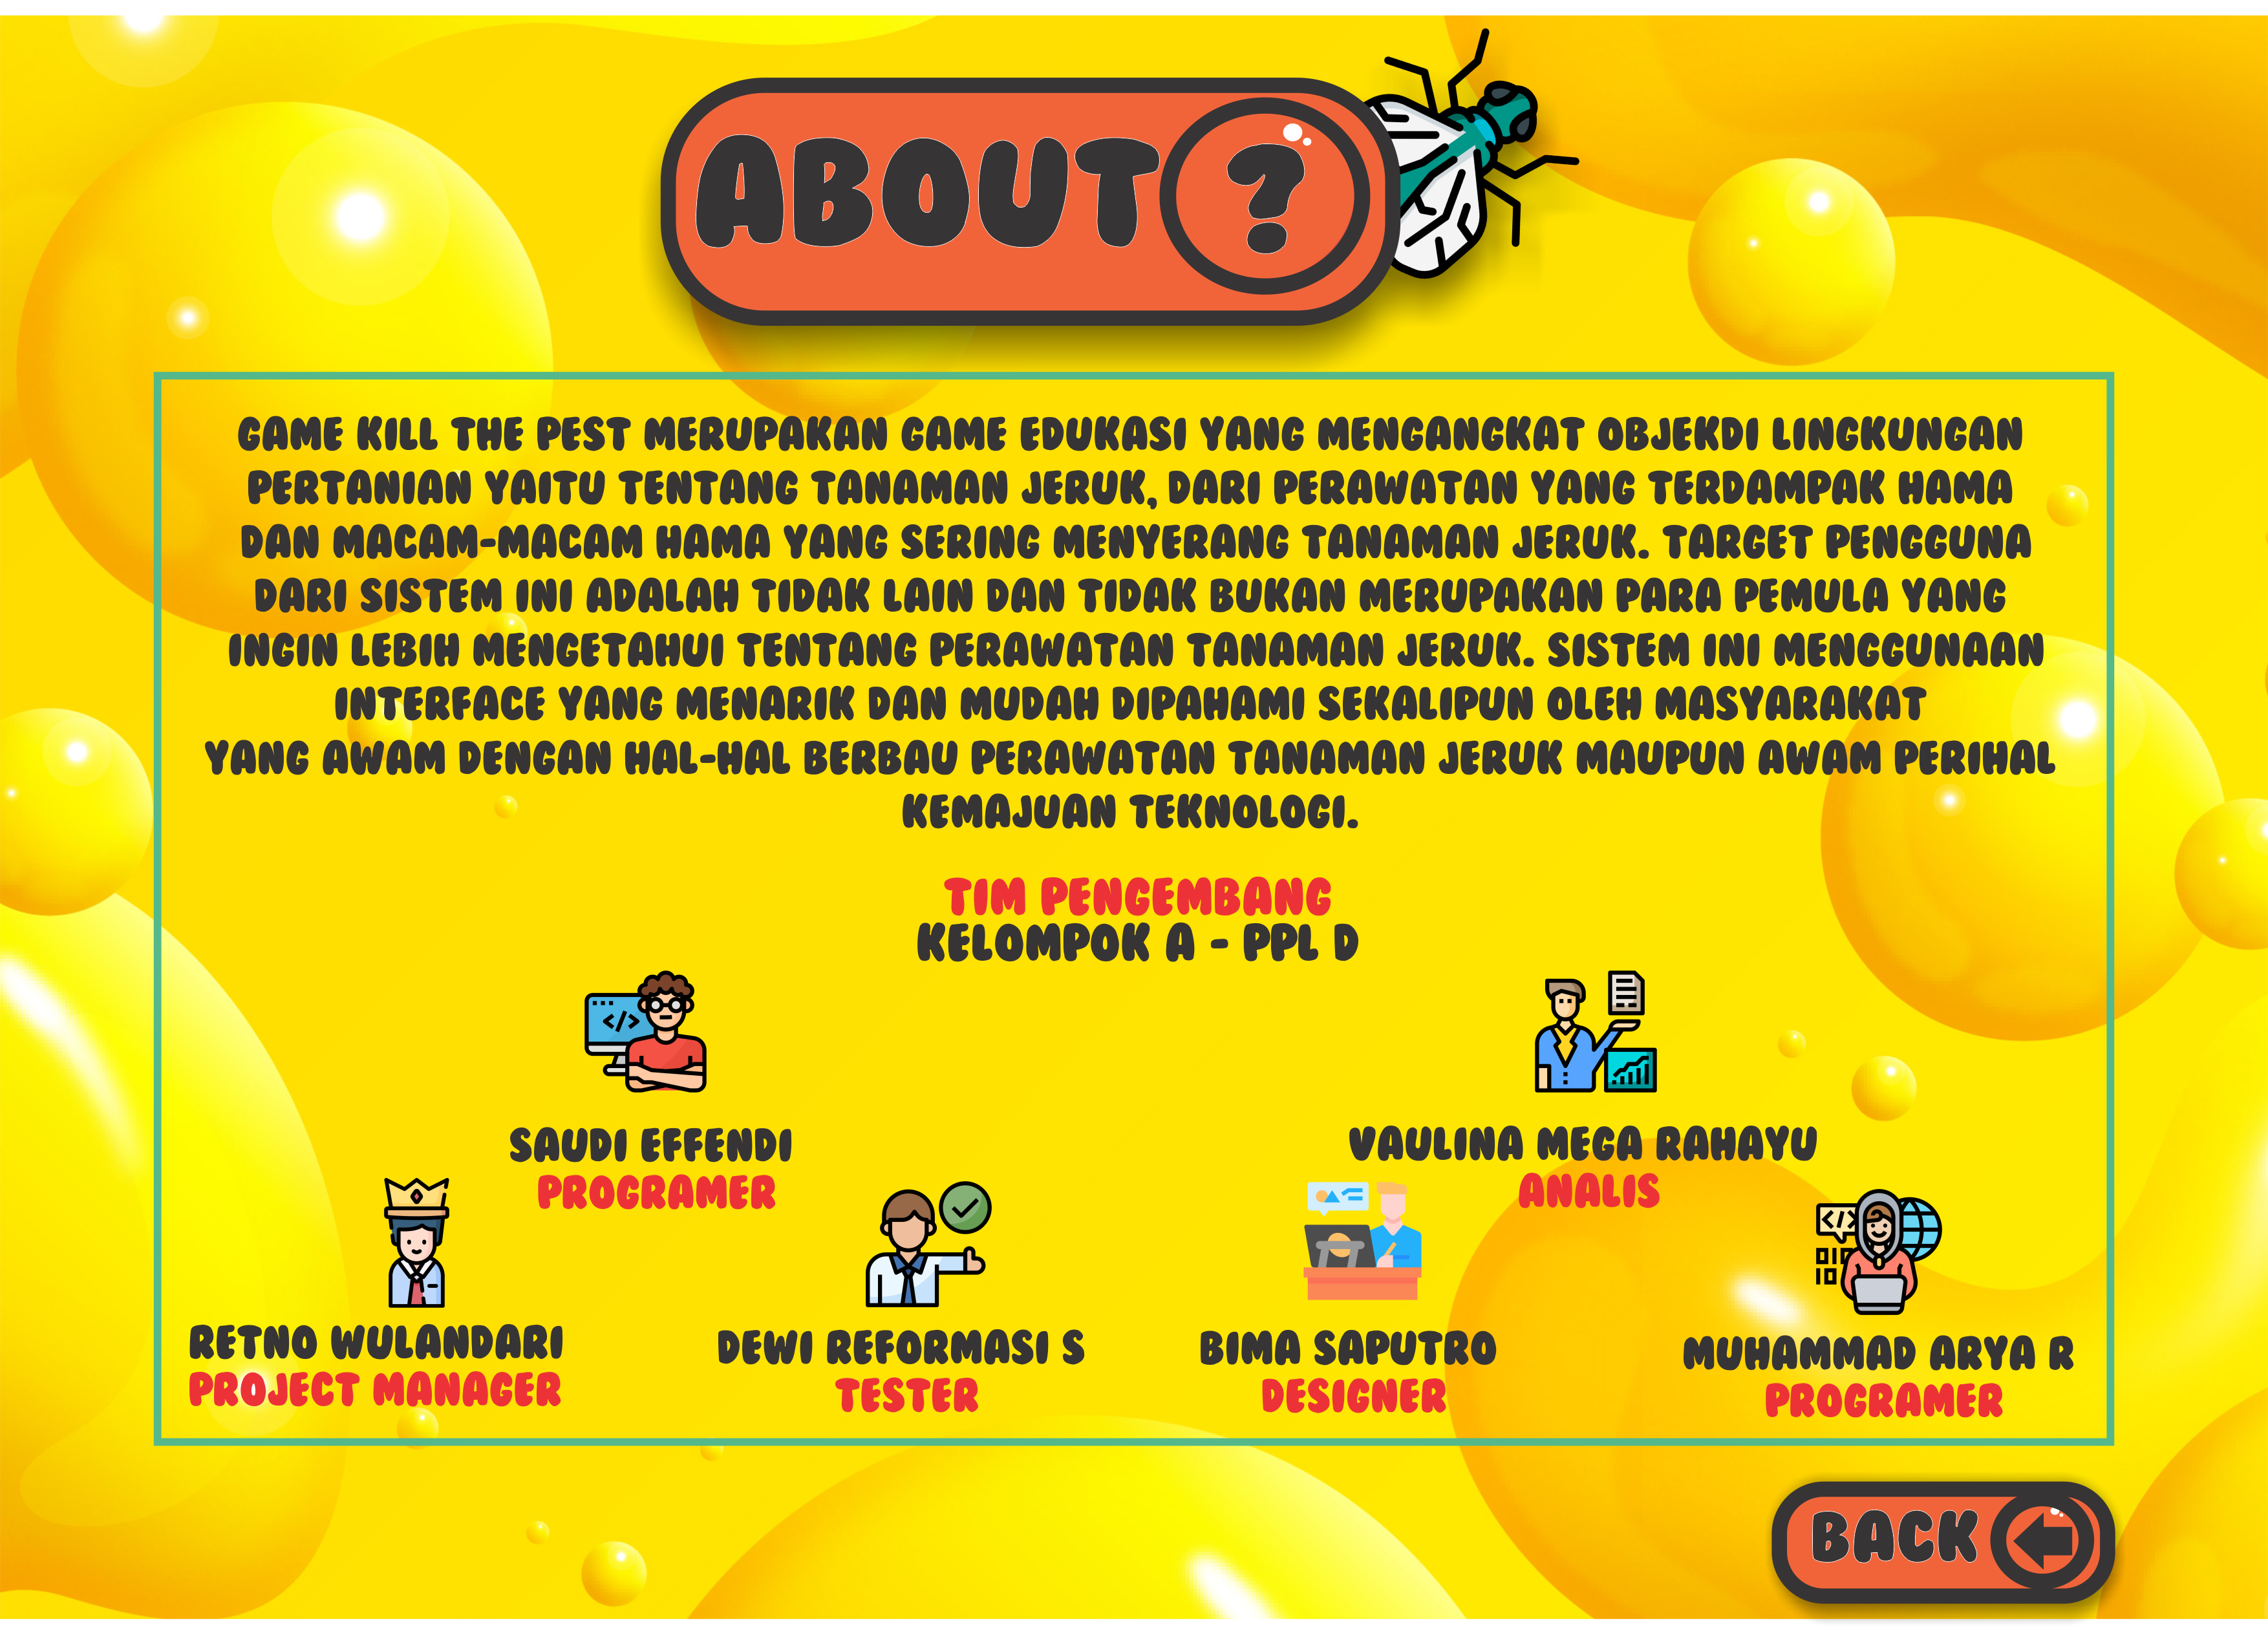 ABOUT ?
GAME KILL THE PEST MERUPAKAN GAME EDUKASI YANG MENGANGKAT OBJEKDI LINGKUNGAN
PERTANIAN YAITU TENTANG TANAMAN JERUK, DARI PERAWATAN YANG TERDAMPAK HAMA
DAN MACAM-MACAM HAMA YANG SERING MENYERANG TANAMAN JERUK. TARGET PENGGUNA
DARI SISTEM INI ADALAH TIDAK LAIN DAN TIDAK BUKAN MERUPAKAN PARA PEMULA YANG
INGIN LEBIH MENGETAHUI TENTANG PERAWATAN TANAMAN JERUK. SISTEM INI MENGGUNAAN
INTERFACE YANG MENARIK DAN MUDAH DIPAHAMI SEKALIPUN OLEH MASYARAKAT
YANG AWAM DENGAN HAL-HAL BERBAU PERAWATAN TANAMAN JERUK MAUPUN AWAM PERIHAL
KEMAJUAN TEKNOLOGI.
TIM PENGEMBANG
KELOMPOK A - PPL D
</>
SAUDI EFFENDI
PROGRAMER
VAULINA MEGA RAHAYU
ANALIS
RETNO WULANDARI
PROJECT MANAGER
DEWI REFORMASI S
TESTER
BIMA SAPUTRO
DESIGNER
</>
010
10
MUHAMMAD ARYA R
PROGRAMER
BACK